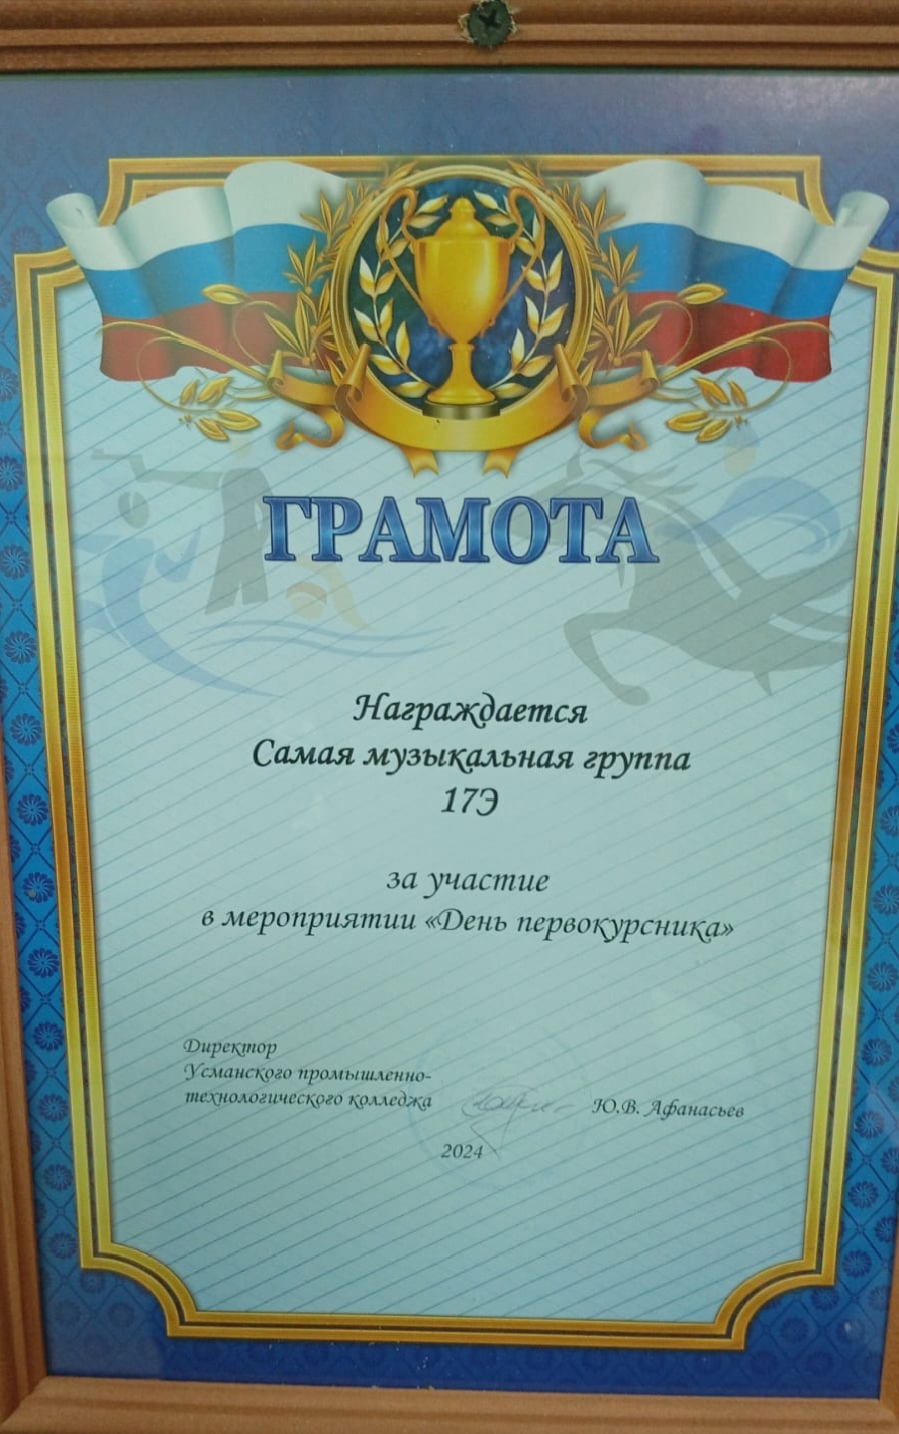 ГРАМОТА
Награждается
Самая музыкальная группа
17Э
за участие
в мероприятии «День первокурсника»
Директор
Усманского промышленно-
технологического колледжа
Ю.В. Афанасьев
2024